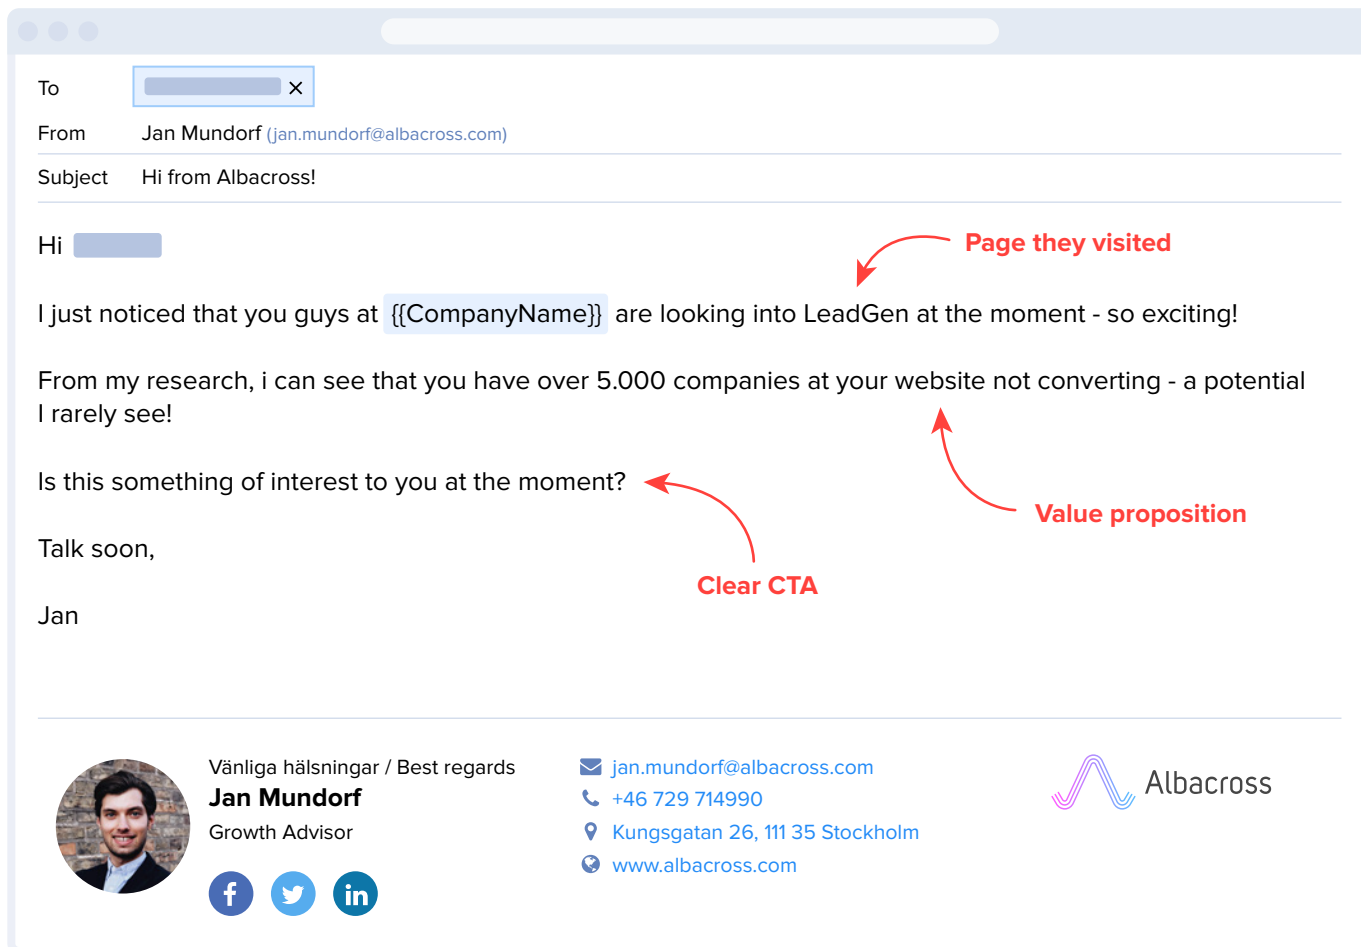 To
From Jan Mundorf (jan.mundorf@albacross.com)
Subject Hi from Albacross!
Hi
Page they visited
I just noticed that you guys at {{CompanyName}} are looking into LeadGen at the moment - so exciting!
From my research, i can see that you have over 5.000 companies at your website not converting - a potential
I rarely see!
Is this something of interest to you at the moment?
Value proposition
Talk soon,
Clear CTA
Jan
Vänliga hälsningar / Best regards
Jan Mundorf
Growth Advisor
jan.mundorf@albacross.com
+46 729 714990
Kungsgatan 26, 111 35 Stockholm
www.albacross.com
Albacross